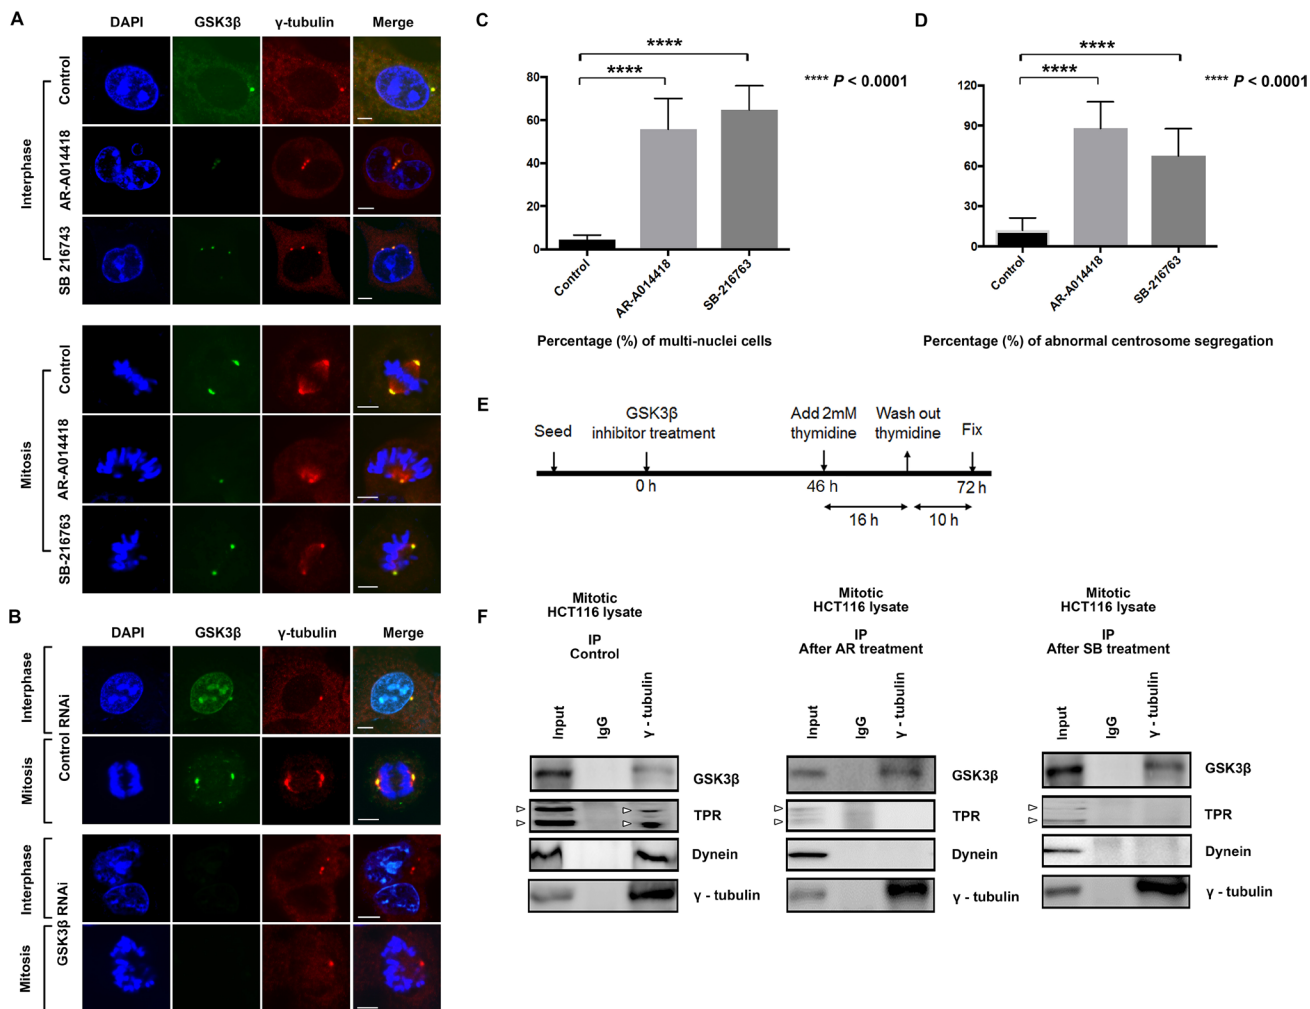 A
DAPI GSK3β γ-tubulin Merge
Interphase
Control
AR-A014418
SB 216743
Mitosis
Control
AR-A014418
SB-216763
B
DAPI GSK3β γ-tubulin Merge
Interphase
Mitosis
Control RNAi
Interphase
Mitosis
GSK3β RNAi
C
****
****
**** P < 0.0001
80
60
40
20
0
Control
AR-A014418
SB-216763
Percentage (%) of multi-nuclei cells
D
****
****
**** P < 0.0001
120
90
60
30
0
Control
AR-A014418
SB-216763
Percentage (%) of abnormal centrosome segregation
E
Seed
GSK3β
inhibitor treatment
Add 2mM
thymidine
Wash out
thymidine
Fix
0 h
46h
72 h
16 h
10 h
F
Mitotic
HCT116 lysate
IP
Control
Input
IgG
γ - tubulin
GSK3β
TPR
Dynein
γ - tubulin
Mitotic
HCT116 lysate
IP
After AR treatment
Input
IgG
γ - tubulin
GSK3β
TPR
Dynein
γ - tubulin
Mitotic
HCT116 lysate
IP
After SB treatment
Input
IgG
γ - tubulin
GSK3β
TPR
Dynein
γ - tubulin